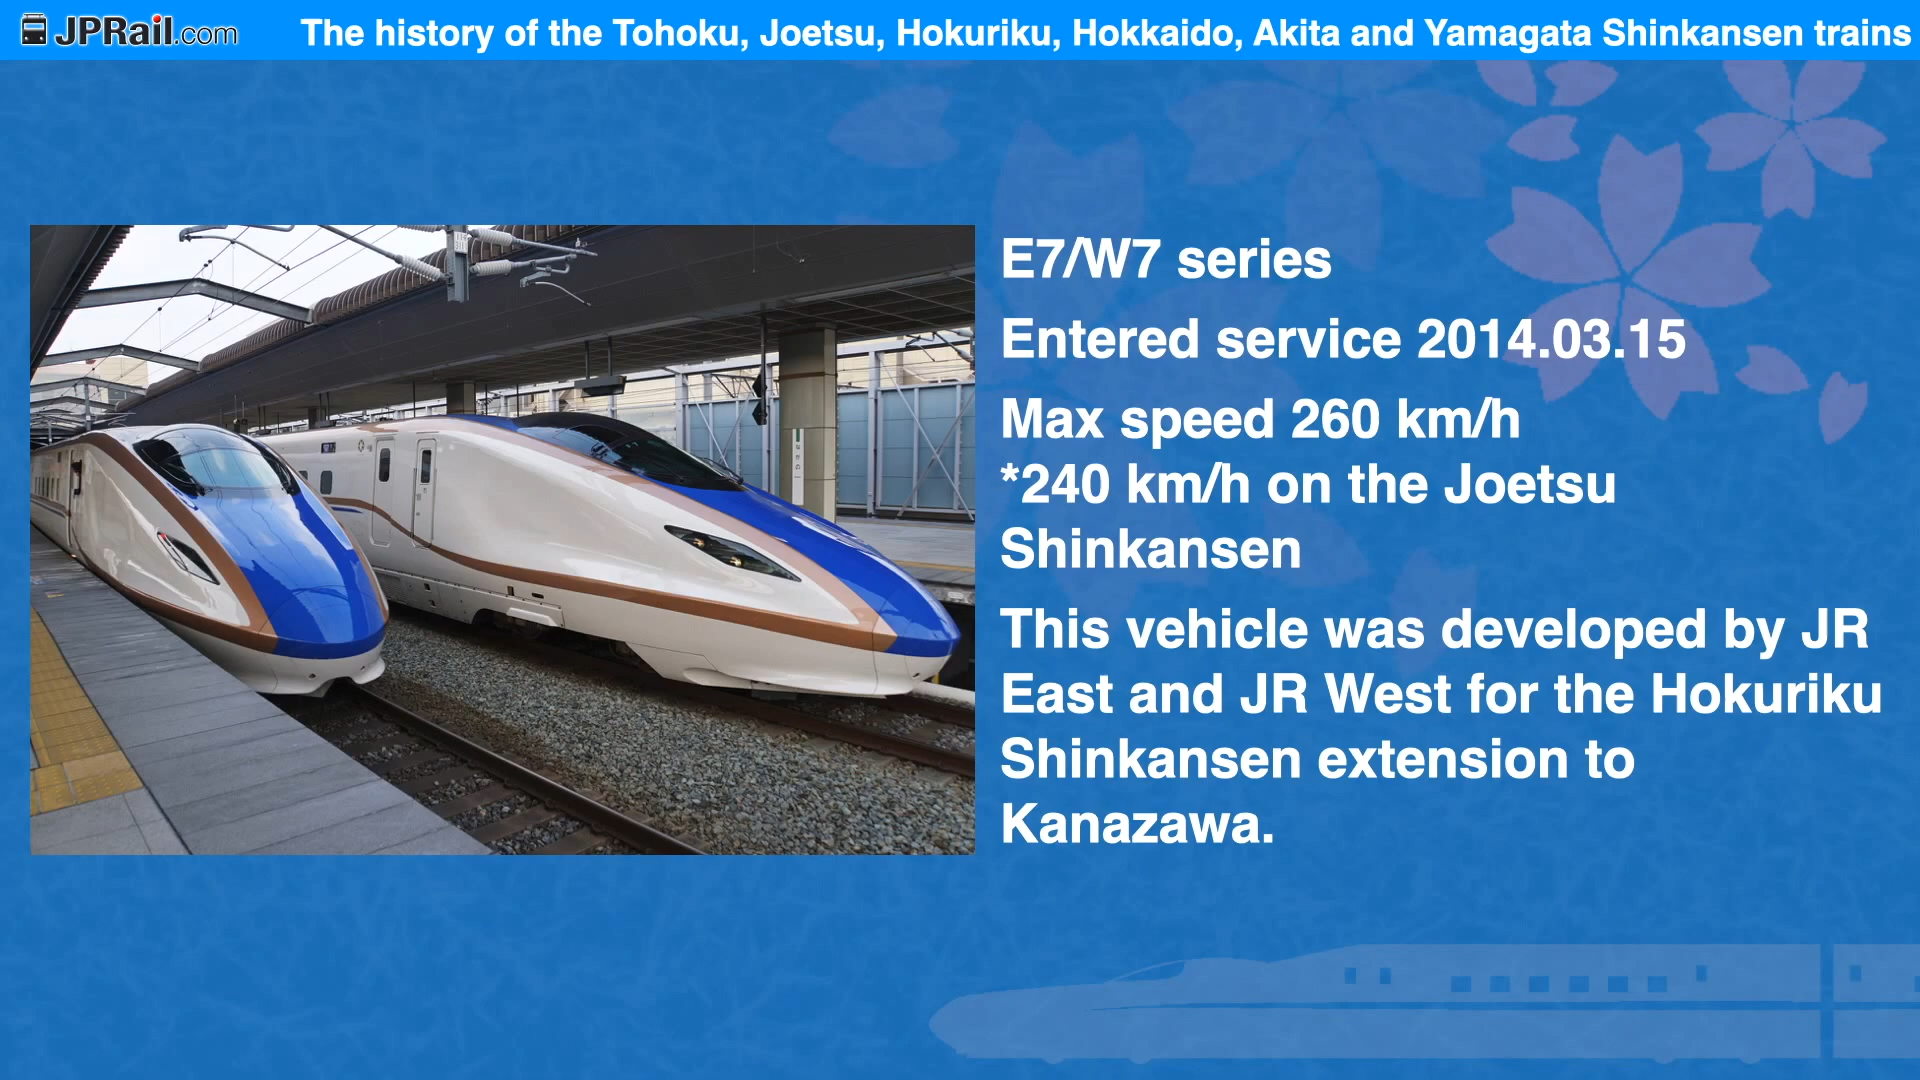 JPRail.com
The history of the Tohoku, Joetsu, Hokuriku, Hokkaido, Akita and Yamagata Shinkansen trains
E7/W7 series
Entered service 2014.03.15
Max speed 260 km/h
*240 km/h on the Joetsu
Shinkansen
This vehicle was developed by JR
East and JR West for the Hokuriku
Shinkansen extension to
Kanazawa.